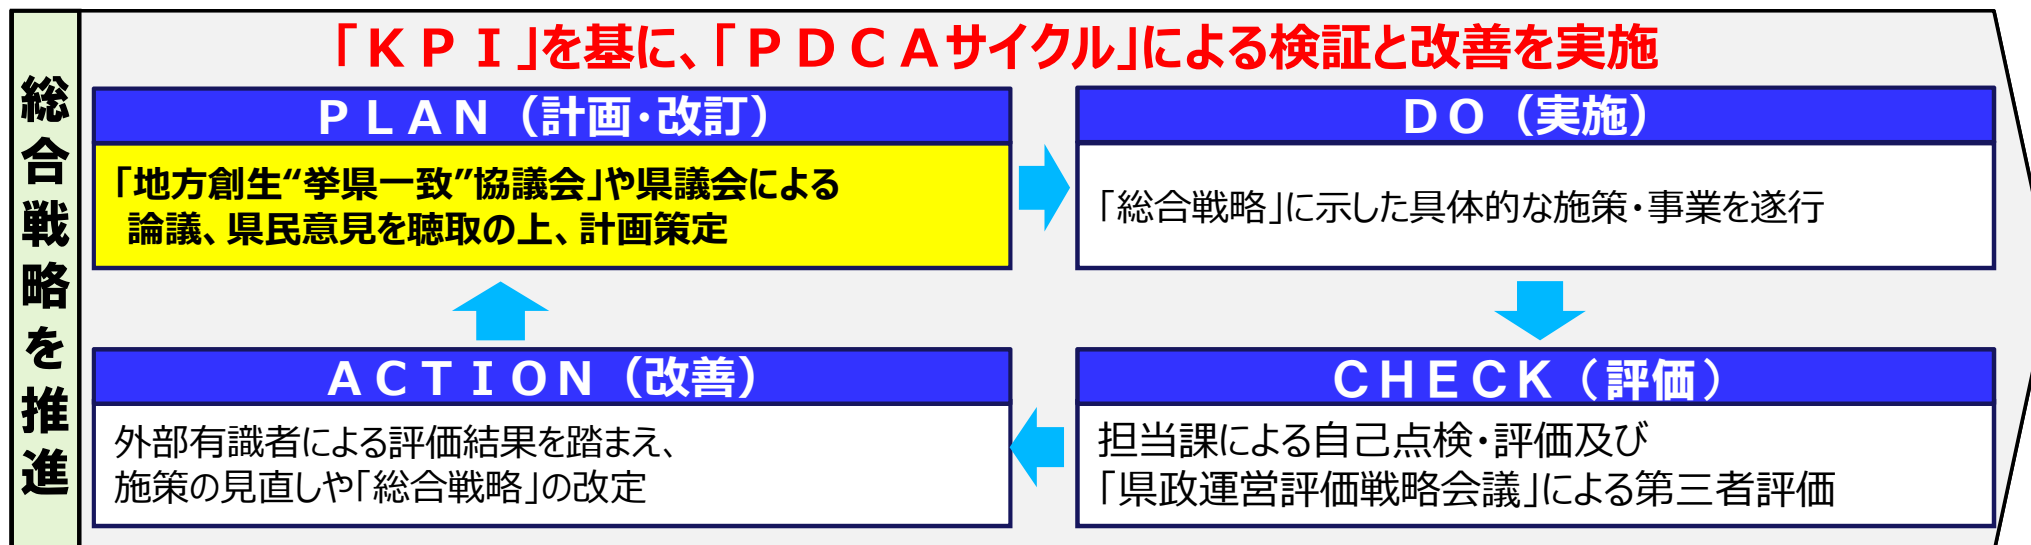 総合戦略を推進
「ＫＰＩ」を基に、「ＰＤＣＡサイクル」による検証と改善を実施
ＰＬＡＮ（計画・改訂）
「地方創生“挙県一致”協議会」や県議会による
論議、県民意見を聴取の上、計画策定
ＤＯ（実施）
「総合戦略」に示した具体的な施策・事業を遂行
ＡＣＴＩＯＮ（改善）
外部有識者による評価結果を踏まえ、
施策の見直しや「総合戦略」の改定
ＣＨＥＣＫ（評価）
担当課による自己点検・評価及び
「県政運営評価戦略会議」による第三者評価